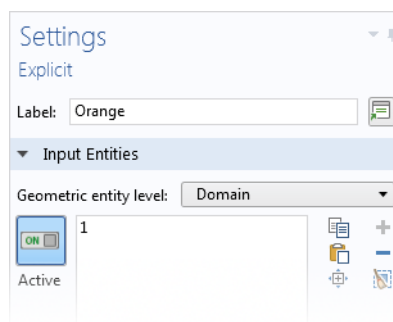 Settings
Explicit
Label: Orange
Input Entities
Geometric entity level: Domain
ON 1
Active